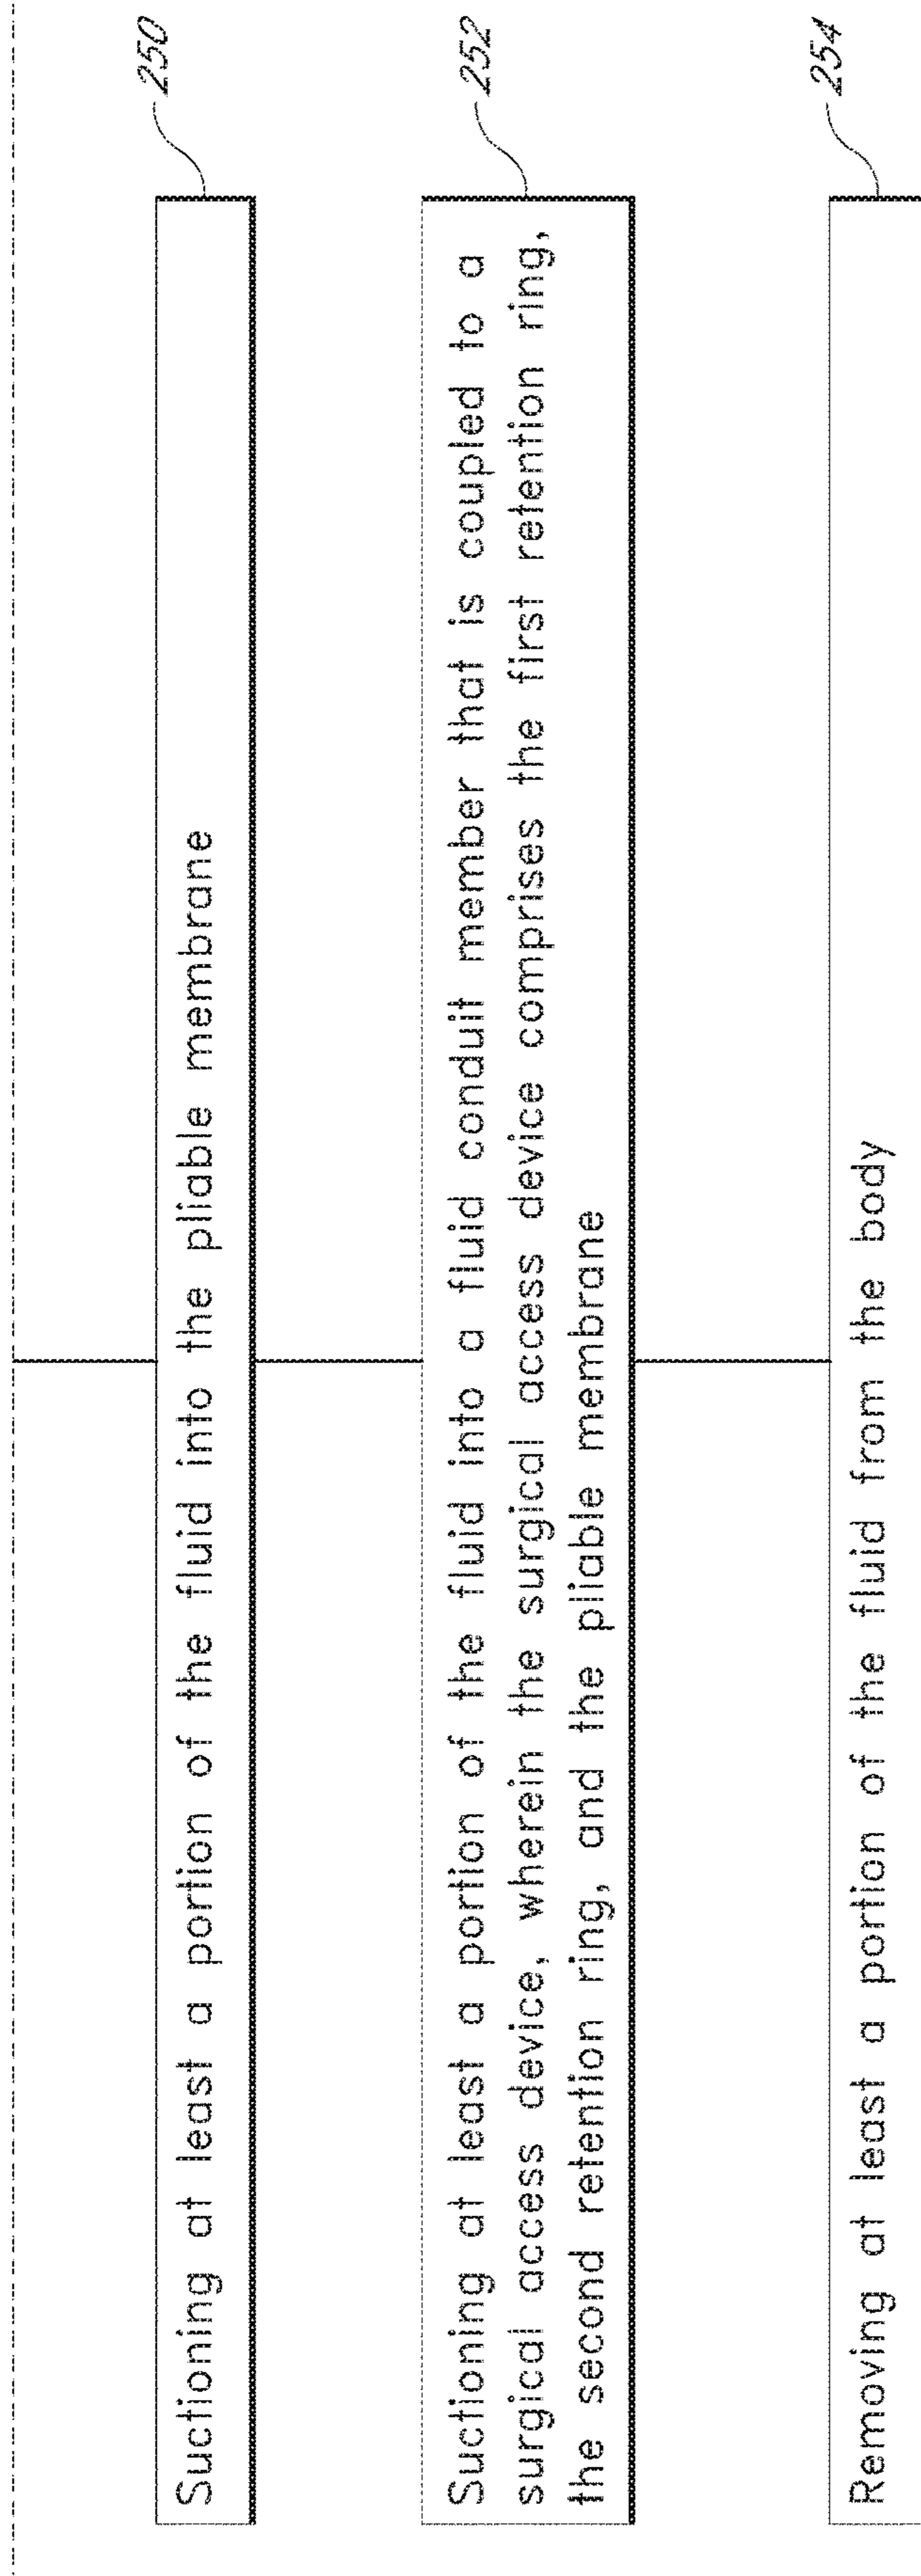 Suctioning at least a portion of the fluid into the pliable membrane
250
Suctioning at least a portion of the fluid into a fluid conduit member that is coupled to a
surgical access device, wherein the surgical access device comprises the first retention ring,
the second retention ring, and the pliable membrane
252
Removing at least a portion of the fluid from the body
254